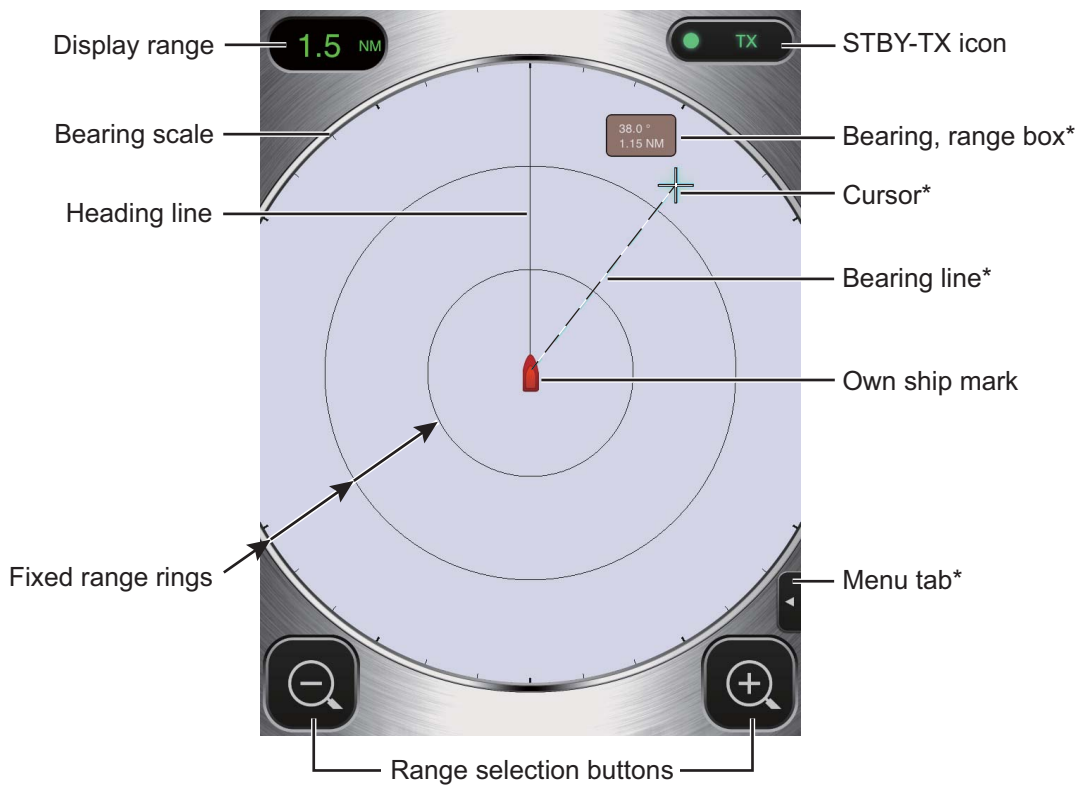 Display range
1.5 NM
TX
STBY-TX icon
Bearing scale
38.0 °
1.15 NM
Bearing, range box*
Cursor*
Heading line
Bearing line*
Own ship mark
Fixed range rings
Menu tab*
Range selection buttons